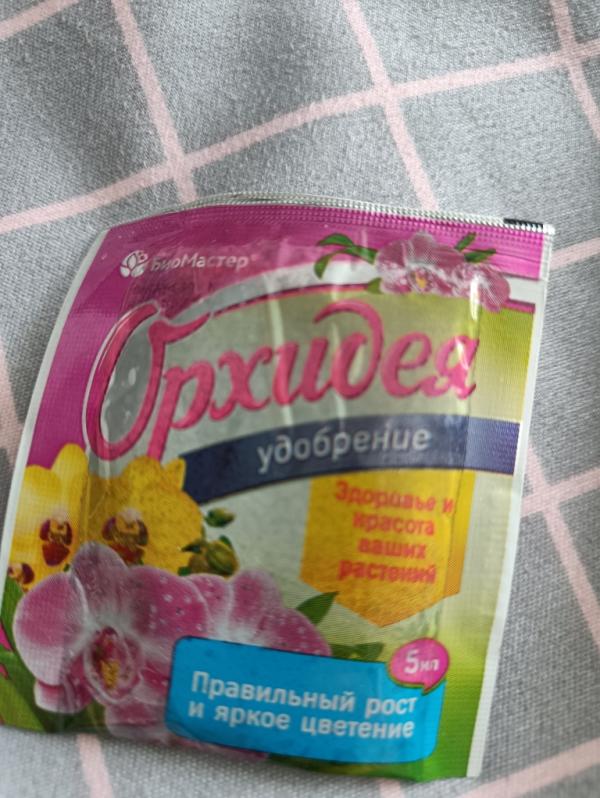 БиоМастер®
Орхидея
удобрение
Здоровье и
красота
ваших
растений
5мл
Правильный рост
и яркое цветение